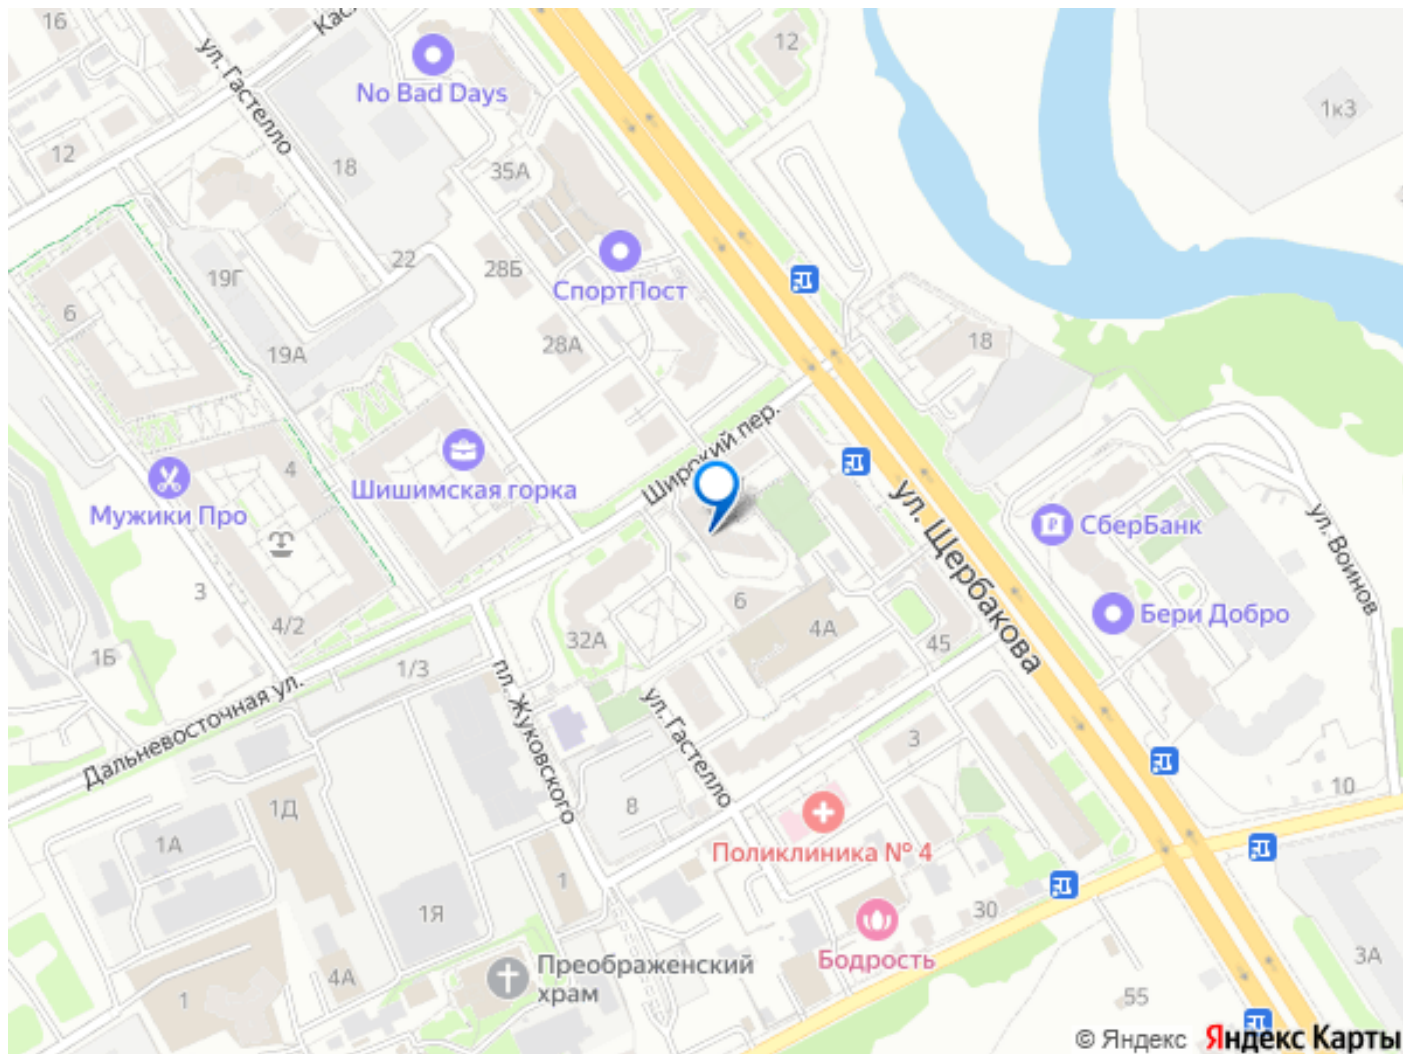 16
Кас
ул. Гастелло
No Bad Days
12
1к3
12
18
35А
22
19Г
28Б
СпортПост
6
28А
19А
18
Широкий пер.
4
Шишимская горка
Мужики Про
ул. Щербакова
СберБанк
ул. Воинов
3
6
Бери Добро
4/2
4А
32А
45
1Б
1/3
Дальневосточная ул.
пл. Жуковского
ул. Гастелло
3
10
8
1Д
1А
Поликлиника № 4
1
1Я
30
Бодрость
Преображенский
храм
4А
1
3А
55
© Яндекс Яндекс Карты